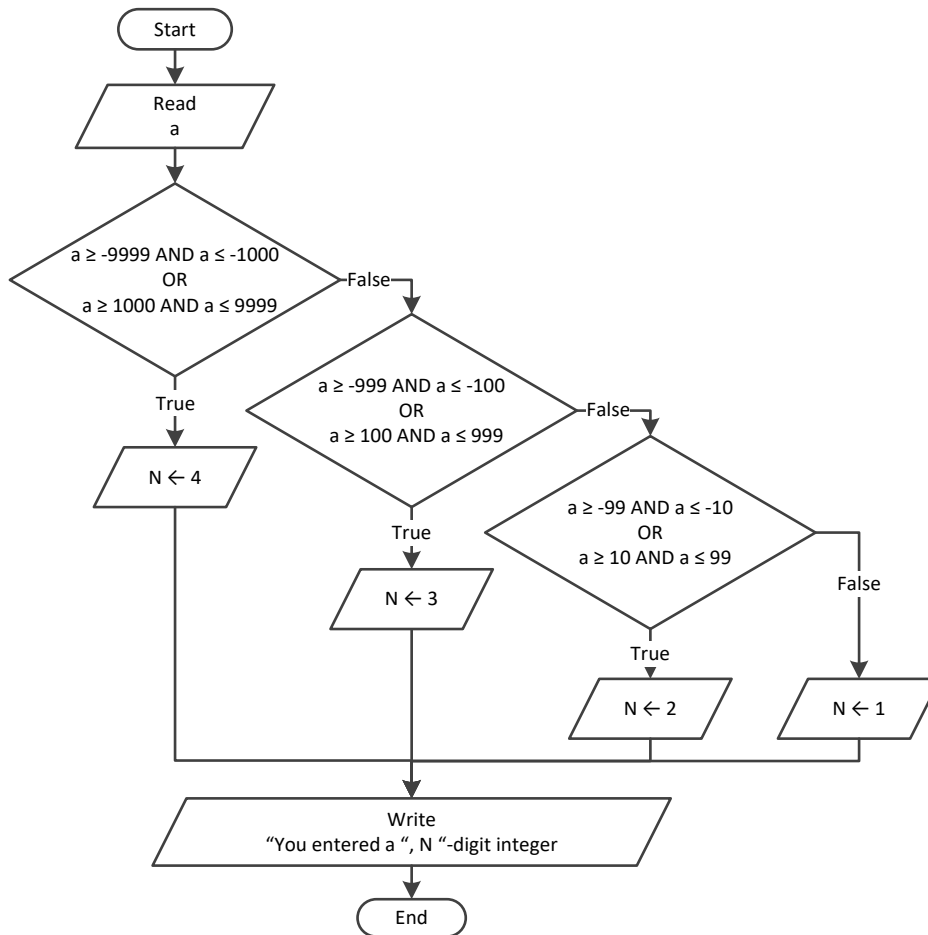 Start
Read
a
a ≥ -9999 AND a ≤ -1000
OR
a ≥ 1000 AND a ≤ 9999
False
True
a ≥ -999 AND a ≤ -100
OR
a ≥ 100 AND a ≤ 999
False
True
a ≥ -99 AND a ≤ -10
OR
a ≥ 10 AND a ≤ 99
False
True
N ← 4
N ← 3
N ← 2
N ← 1
Write
“You entered a “, N “-digit integer
End